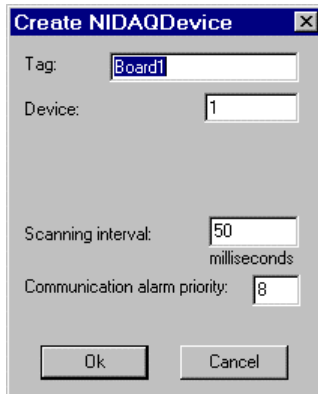 Create NIDAQDevice
Tag: Board1
Device: 1
Scanning interval: 50
milliseconds
Communication alarm priority: 8
Ok Cancel